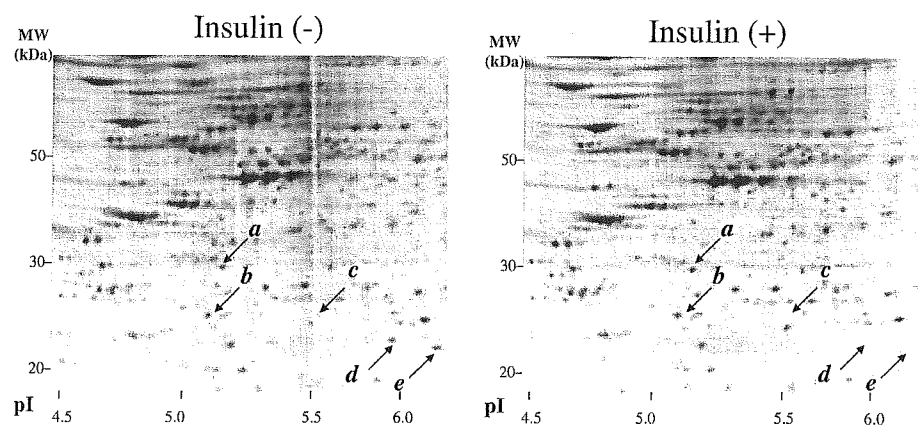 Insulin (-)
MW
(kDa)
50-
30-
20-
a
b
c
d
e
pI
4.5
5.0
5.5
6.0
Insulin (+)
MW
(kDa)
50-
30-
20-
a
b
c
d
e
pI
4.5
5.0
5.5
6.0